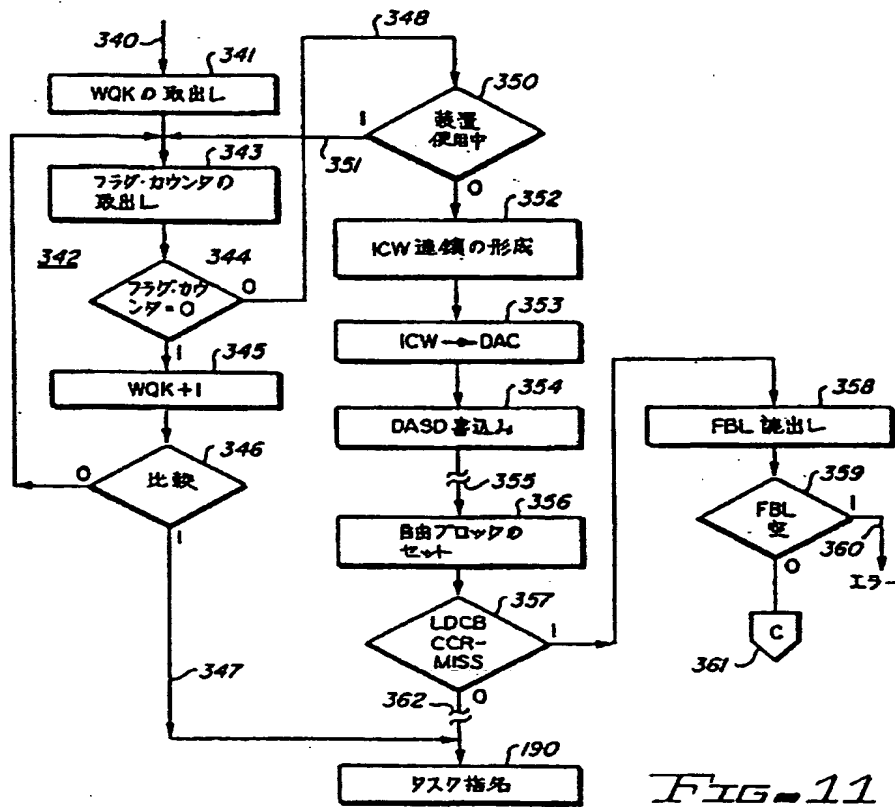 340
341
WQKの取出し
343
フラグ・カウンタの
取出し
342
344
フラグ・カウ
ンタ=0
0
1
345
WQK+1
346
比較
0
1
347
348
350
装置
使用中
1
351
0
352
ICW連鎖の形成
353
ICW→DAC
354
DASD書込み
355
356
自由ブロックの
セット
357
LDCB
CCR-
MISS
1
0
362
358
FBL読出し
359
FBL
空
1
360
エラー
0
C
361
190
タスク指名
FIG-11